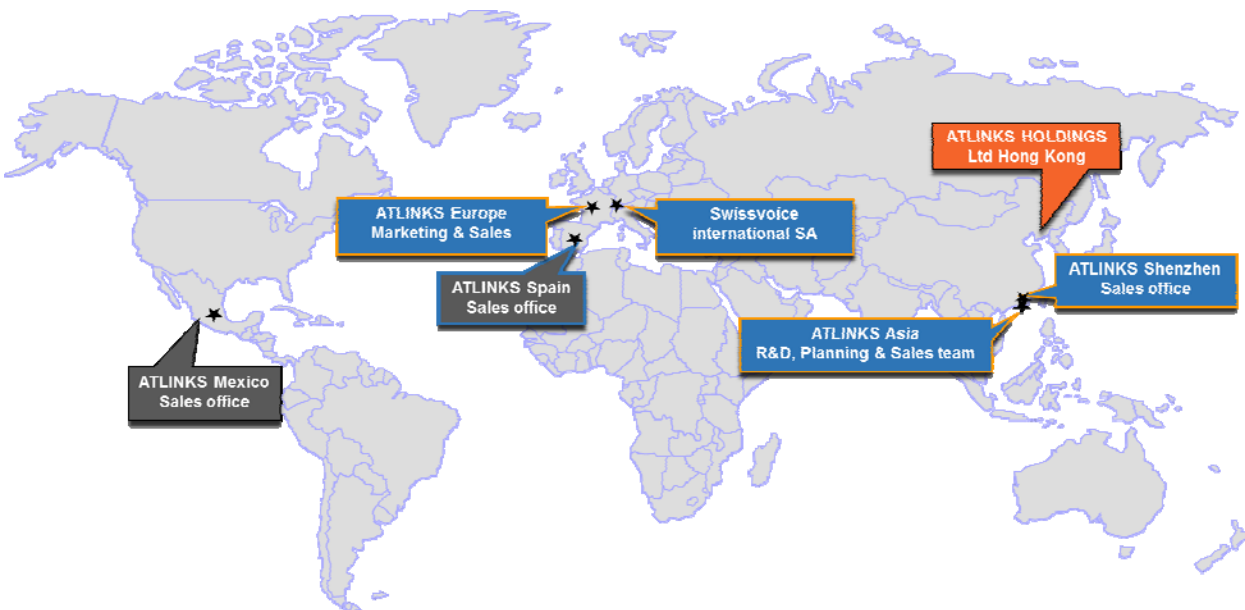 ATLINKS HOLDINGS
Ltd Hong Kong
ATLINKS Europe
Marketing & Sales
Swissvoice
international SA
ATLINKS Spain
Sales office
ATLINKS Shenzhen
Sales office
ATLINKS Asia
R&D, Planning & Sales team
ATLINKS Mexico
Sales office